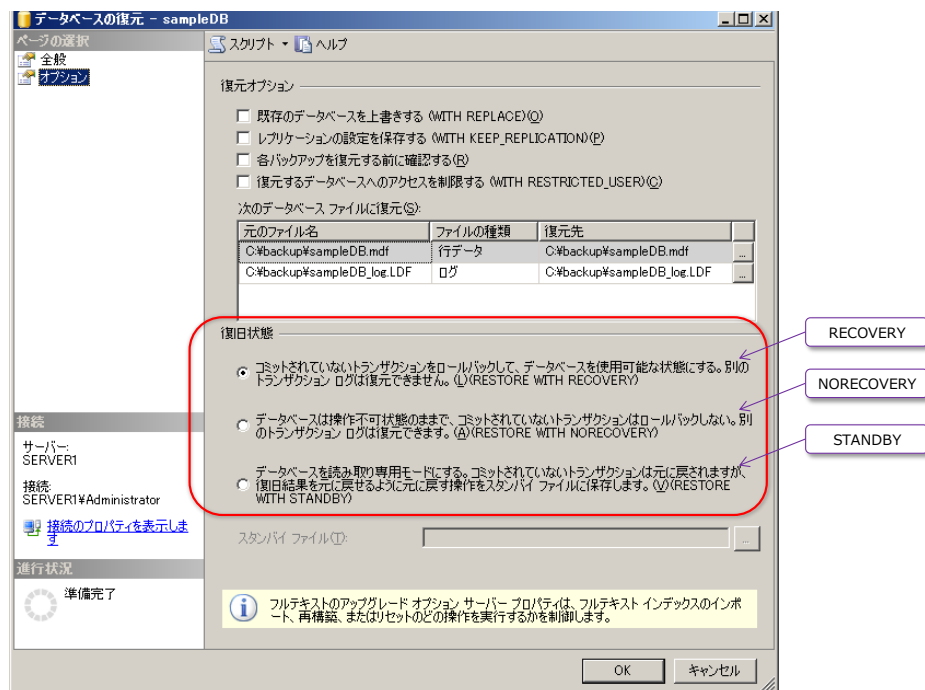 データベースの復元 - sampleDB
ページの選択
全般
オプション
スクリプト
ヘルプ
復元オプション
既存のデータベースを上書きする (WITH REPLACE)(O)
レプリケーションの設定を保存する (WITH KEEP_REPLICATION)(P)
各バックアップを復元する前に確認する(R)
復元するデータベースへのアクセスを制限する (WITH RESTRICTED_USER)(C)
次のデータベース ファイルに復元(S):
元のファイル名 ファイルの種類 復元先
C:¥backup¥sampleDB.mdf 行データ C:¥backup¥sampleDB.mdf ...
C:¥backup¥sampleDB_log.LDF ログ C:¥backup¥sampleDB_log.LDF ...
復旧状態
コミットされていないトランザクションをロールバックして、データベースを使用可能な状態にする。別の
トランザクション ログは復元できません。(L)(RESTORE WITH RECOVERY)
RECOVERY
データベースは操作不可状態のままで、コミットされていないトランザクションはロールバックしない。別
のトランザクション ログは復元できます。(A)(RESTORE WITH NORECOVERY)
NORECOVERY
データベースを読み取り専用モードにする。コミットされていないトランザクションは元に戻されますが、
復旧結果を元に戻せるように元に戻す操作をスタンバイ ファイルに保存します。(V)(RESTORE
WITH STANDBY)
STANDBY
スタンバイ ファイル(T):
...
接続
サーバー:
SERVER1
接続:
SERVER1¥Administrator
接続のプロパティを表示しま
す
進行状況
準備完了
フルテキストのアップグレード オプション サーバー プロパティは、フルテキスト インデックスのインポ
ート、再構築、またはリセットのどの操作を実行するかを制御します。
OK
キャンセル